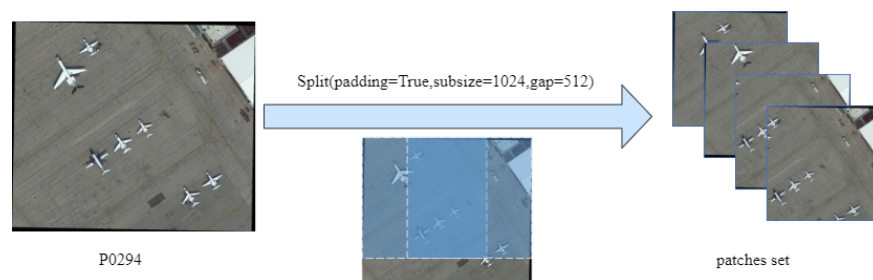 Split(padding=True,subsize=1024,gap=512)
P0294
patches set